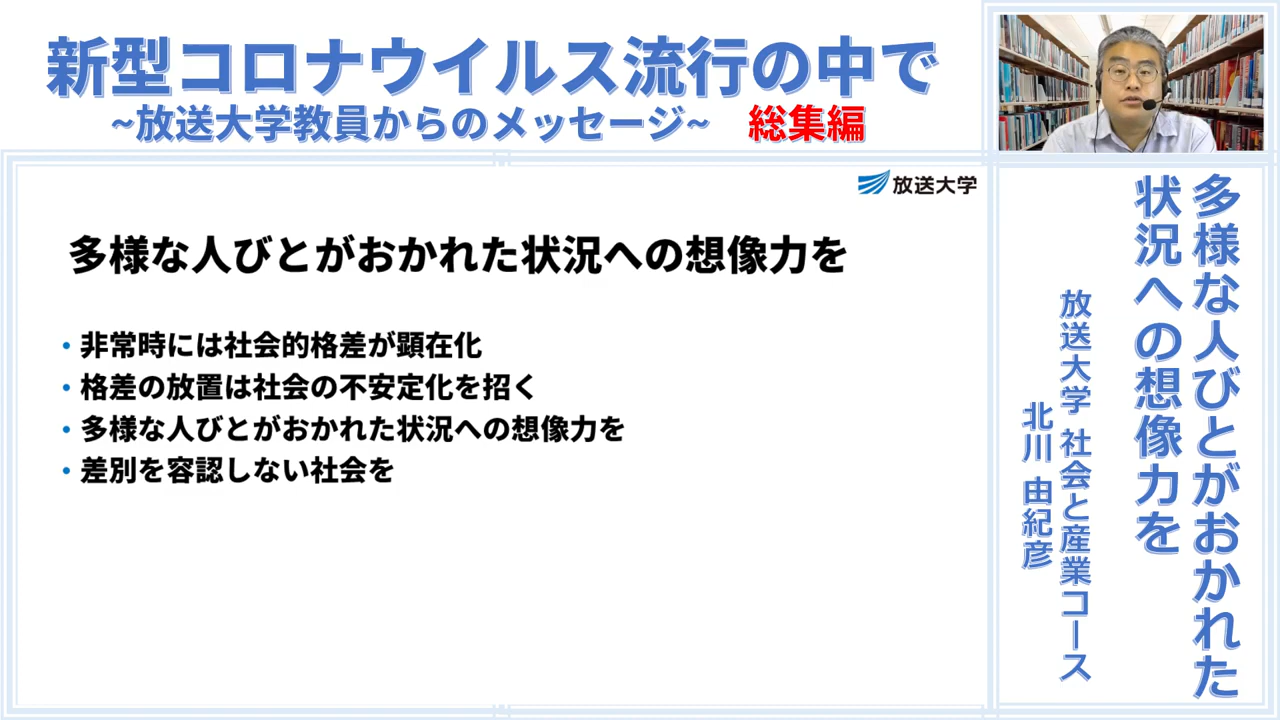 新型コロナウイルス流行の中で
~放送大学教員からのメッセージ~ 総集編
放送大学
多様な人びとがおかれた状況への想像力を
・非常時には社会的格差が顕在化
・格差の放置は社会の不安定化を招く
・多様な人びとがおかれた状況への想像力を
・差別を容認しない社会を
多様な人びとがおかれた
状況への想像力を
放送大学 社会と産業コース
北川 由紀彦